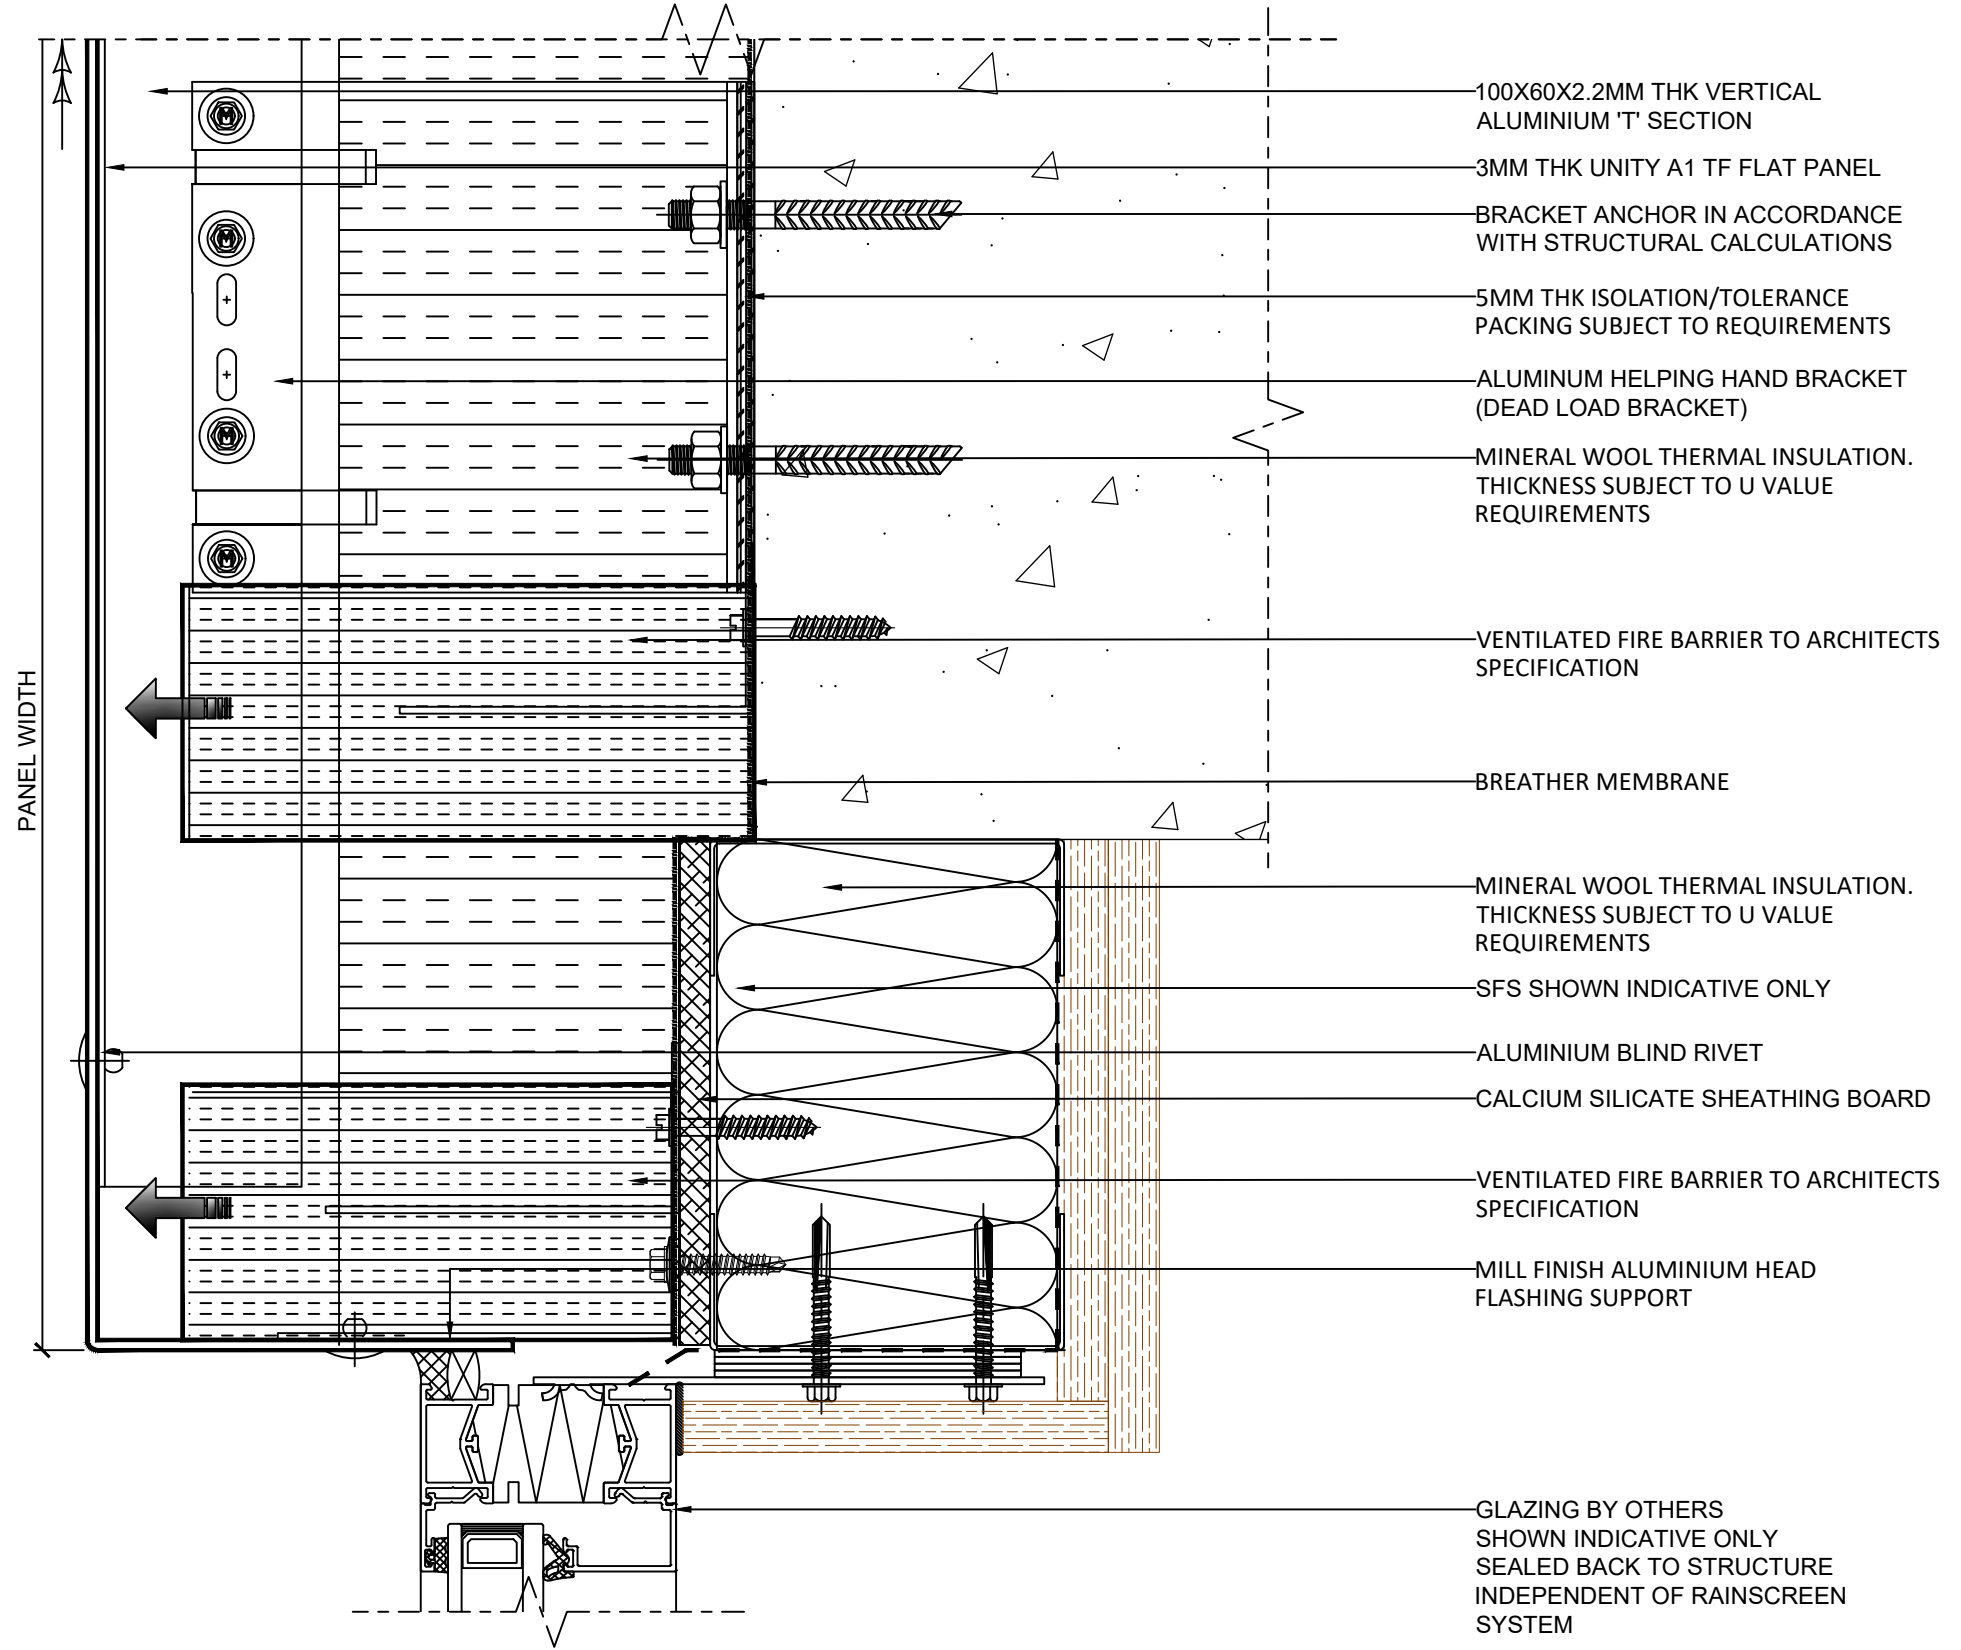 100X60X2.2MM THK VERTICAL
ALUMINIUM 'T' SECTION
3MM THK UNITY A1 TF FLAT PANEL
BRACKET ANCHOR IN ACCORDANCE
WITH STRUCTURAL CALCULATIONS
5MM THK ISOLATION/TOLERANCE
PACKING SUBJECT TO REQUIREMENTS
ALUMINUM HELPING HAND BRACKET
(DEAD LOAD BRACKET)
MINERAL WOOL THERMAL INSULATION.
THICKNESS SUBJECT TO U VALUE
REQUIREMENTS
VENTILATED FIRE BARRIER TO ARCHITECTS
SPECIFICATION
PANEL WIDTH
BREATHER MEMBRANE
MINERAL WOOL THERMAL INSULATION.
THICKNESS SUBJECT TO U VALUE
REQUIREMENTS
SFS SHOWN INDICATIVE ONLY
ALUMINIUM BLIND RIVET
CALCIUM SILICATE SHEATHING BOARD
VENTILATED FIRE BARRIER TO ARCHITECTS
SPECIFICATION
MILL FINISH ALUMINIUM HEAD
FLASHING SUPPORT
GLAZING BY OTHERS
SHOWN INDICATIVE ONLY
SEALED BACK TO STRUCTURE
INDEPENDENT OF RAINSCREEN
SYSTEM